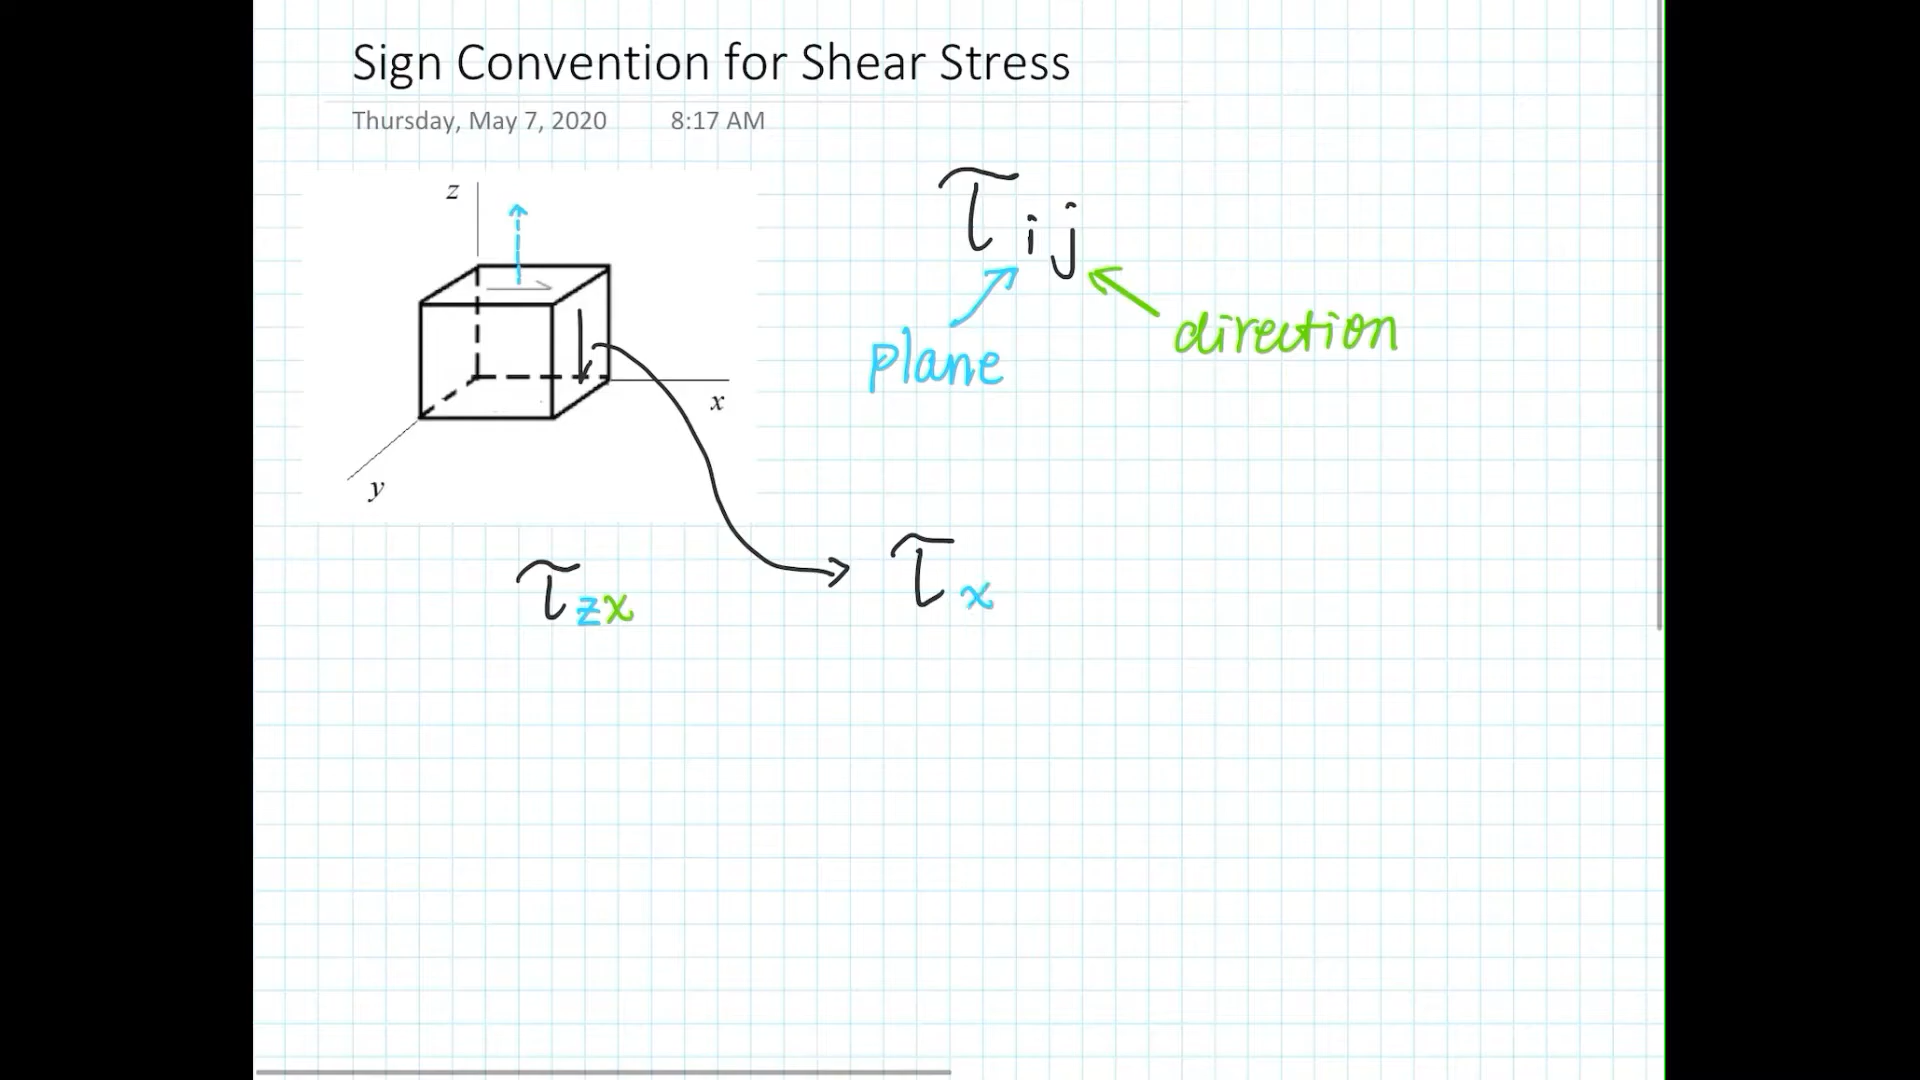 Sign Convention for Shear Stress
Thursday, May 7, 2020 8:17 AM
z
x
y
τij
plane
direction
τzx
τx